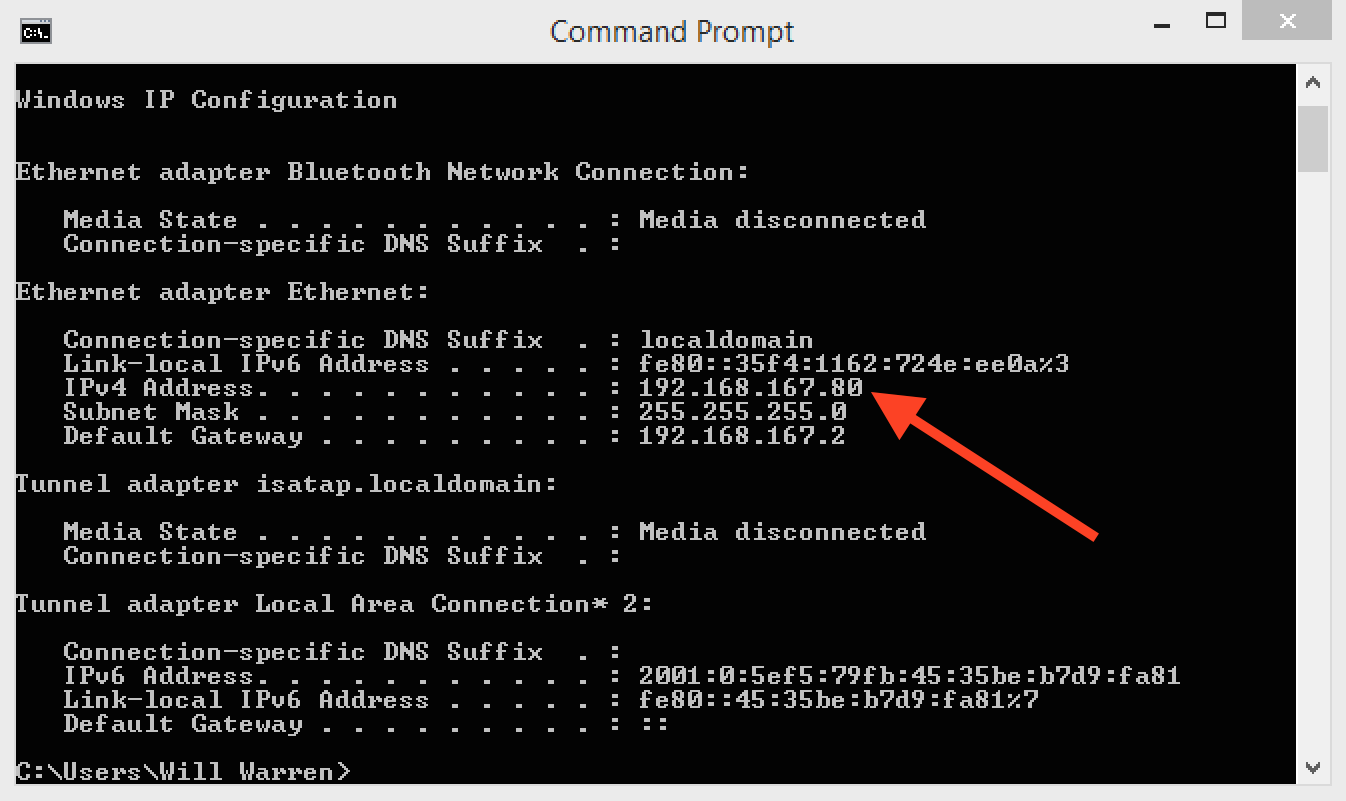 Command Prompt
Windows IP Configuration
Ethernet adapter Bluetooth Network Connection:
Media State . . . . . . . . . . . : Media disconnected
Connection-specific DNS Suffix  . :
Ethernet adapter Ethernet:
Connection-specific DNS Suffix  . : localdomain
Link-local IPv6 Address . . . . . : fe80::35f4:1162:724e:ee0a%3
IPv4 Address. . . . . . . . . . . : 192.168.167.80
Subnet Mask . . . . . . . . . . . : 255.255.255.0
Default Gateway . . . . . . . . . : 192.168.167.2
Tunnel adapter isatap.localdomain:
Media State . . . . . . . . . . . : Media disconnected
Connection-specific DNS Suffix  . :
Tunnel adapter Local Area Connection* 2:
Connection-specific DNS Suffix  . :
IPv6 Address. . . . . . . . . . . : 2001:0:5ef5:79fb:45:35be:b7d9:fa81
Link-local IPv6 Address . . . . . : fe80::45:35be:b7d9:fa81%7
Default Gateway . . . . . . . . . : ::
C:\Users\Will Warren>